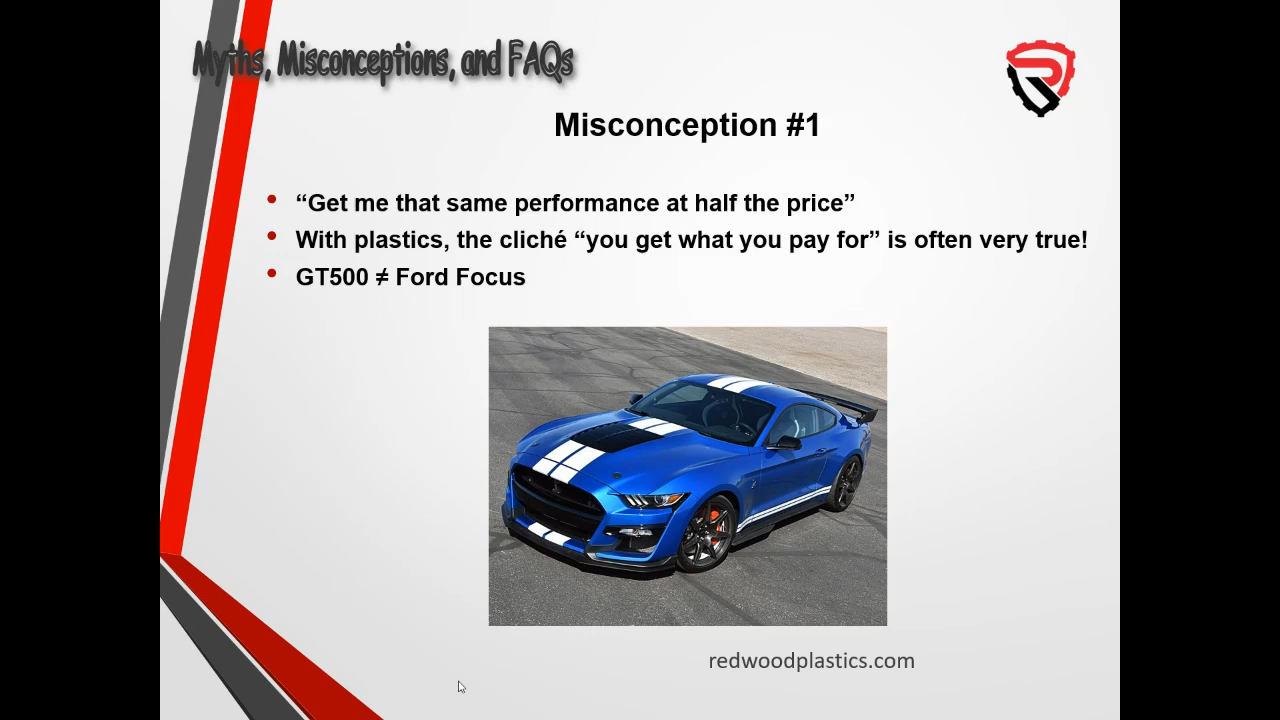 Myths, Misconceptions, and FAQs
Misconception #1
“Get me that same performance at half the price”
With plastics, the cliché “you get what you pay for” is often very true!
GT500 ≠ Ford Focus
redwoodplastics.com